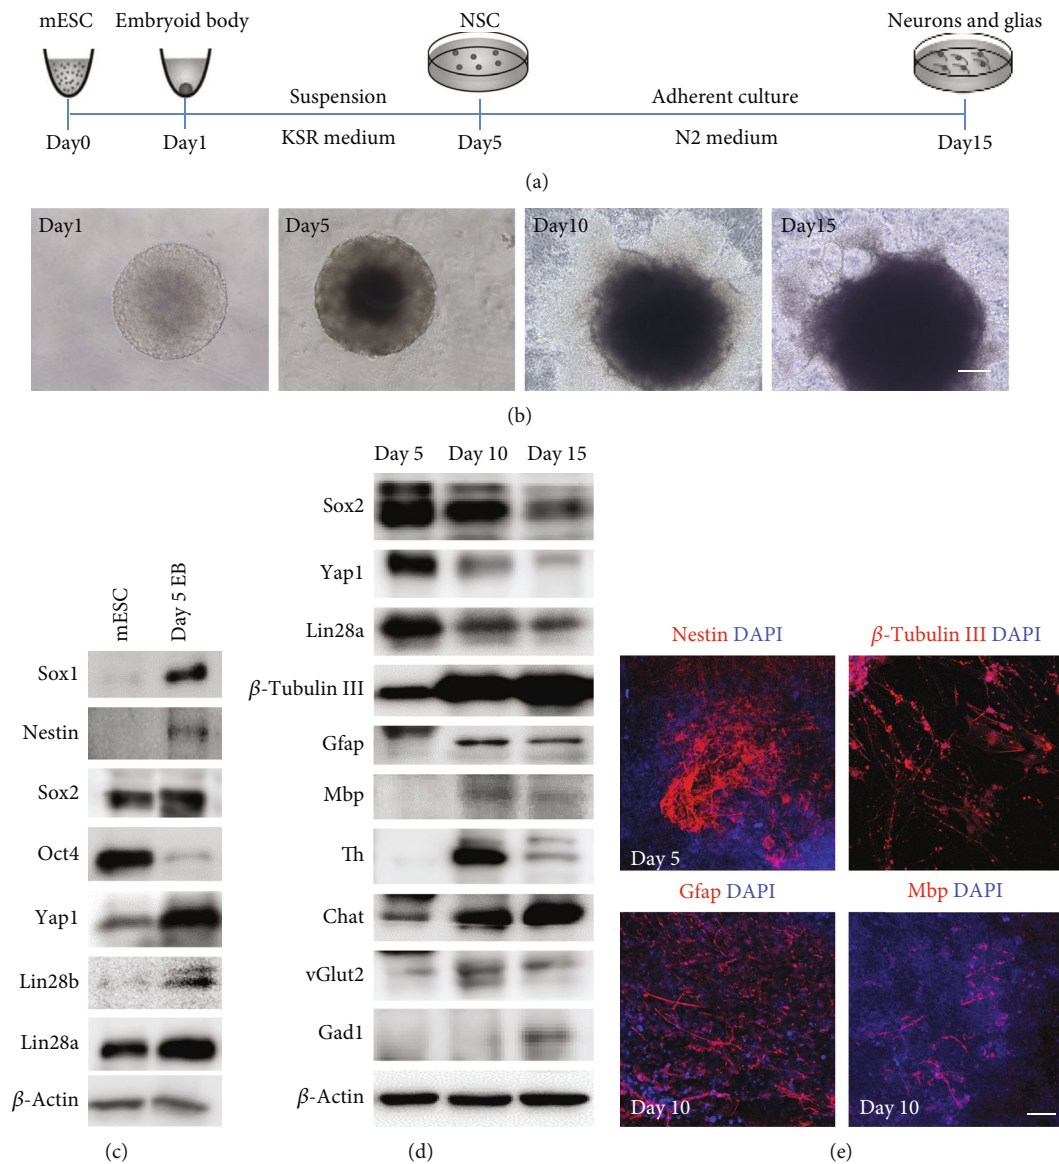 mESC Embryoid body NSC Neurons and glias
Suspension Adherent culture
Day0 Day1 KSR medium Day5 N2 medium Day15
(a)
Day1 Day5 Day10 Day15
(b)
Day 5 Day 10 Day 15
Sox2
Yap1
Lin28a
β-Tubulin III
Gfap
Mbp
Th
Chat
vGlut2
Gad1
β-Actin
mESC
Day 5 EB
Sox1
Nestin
Sox2
Oct4
Yap1
Lin28b
Lin28a
β-Actin
Nestin DAPI β-Tubulin III DAPI
Day 5
Gfap DAPI Mbp DAPI
Day 10 Day 10
(c) (d) (e)